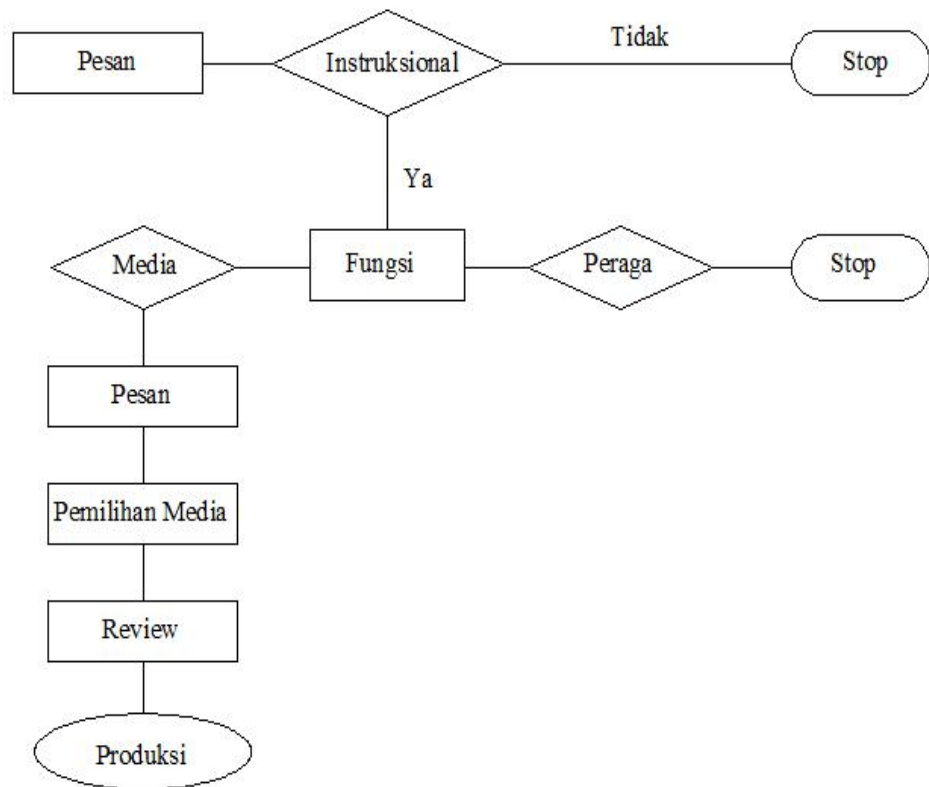 Pesan
Instruksional
Tidak
Stop
Ya
Media
Fungsi
Peraga
Stop
Pesan
Pemilihan Media
Review
Produksi